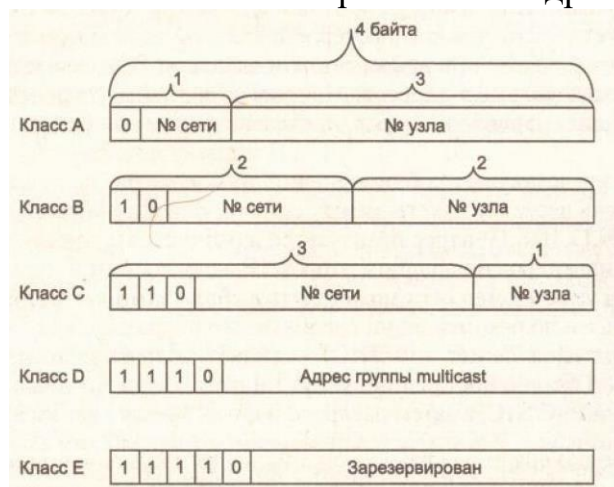 4 байта
1 3
Класс A 0 № сети № узла
2 2
Класс B 1 0 № сети № узла
3 1
Класс C 1 1 0 № сети № узла
Класс D 1 1 1 0 Адрес группы multicast
Класс E 1 1 1 1 0 Зарезервирован